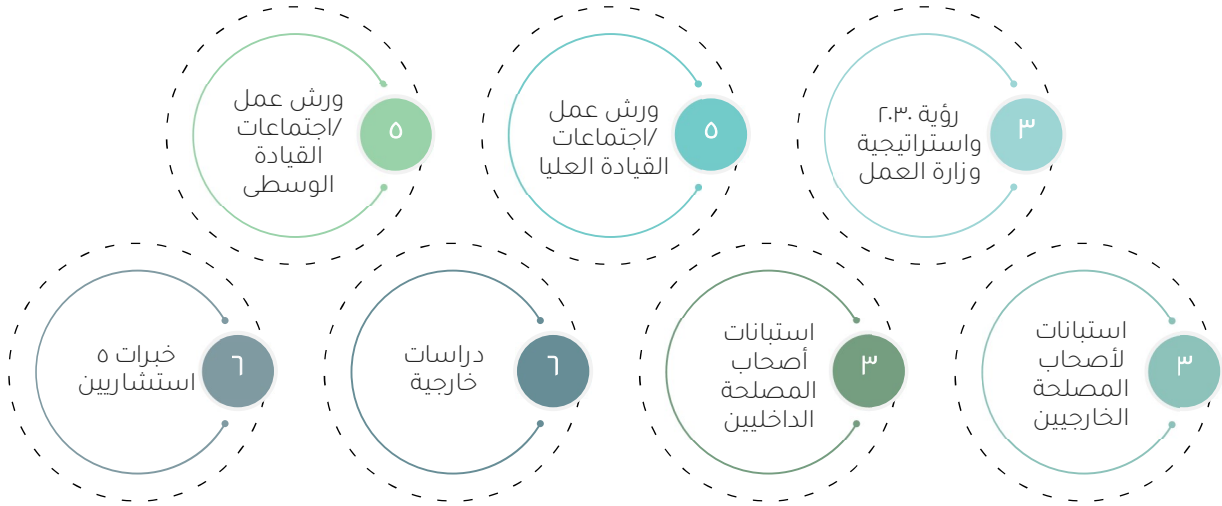 ٣
رؤية ٢٠٣٠
واستراتيجية
وزارة العمل
٥
ورش عمل
/اجتماعات
القيادة العليا
٥
ورش عمل
/اجتماعات
القيادة
الوسطى
٣
استبانات
لأصحاب
المصلحة
الخارجيين
٣
استبانات
أصحاب
المصلحة
الداخليين
٦
دراسات
خارجية
٦
خبرات ٥
استشاريين